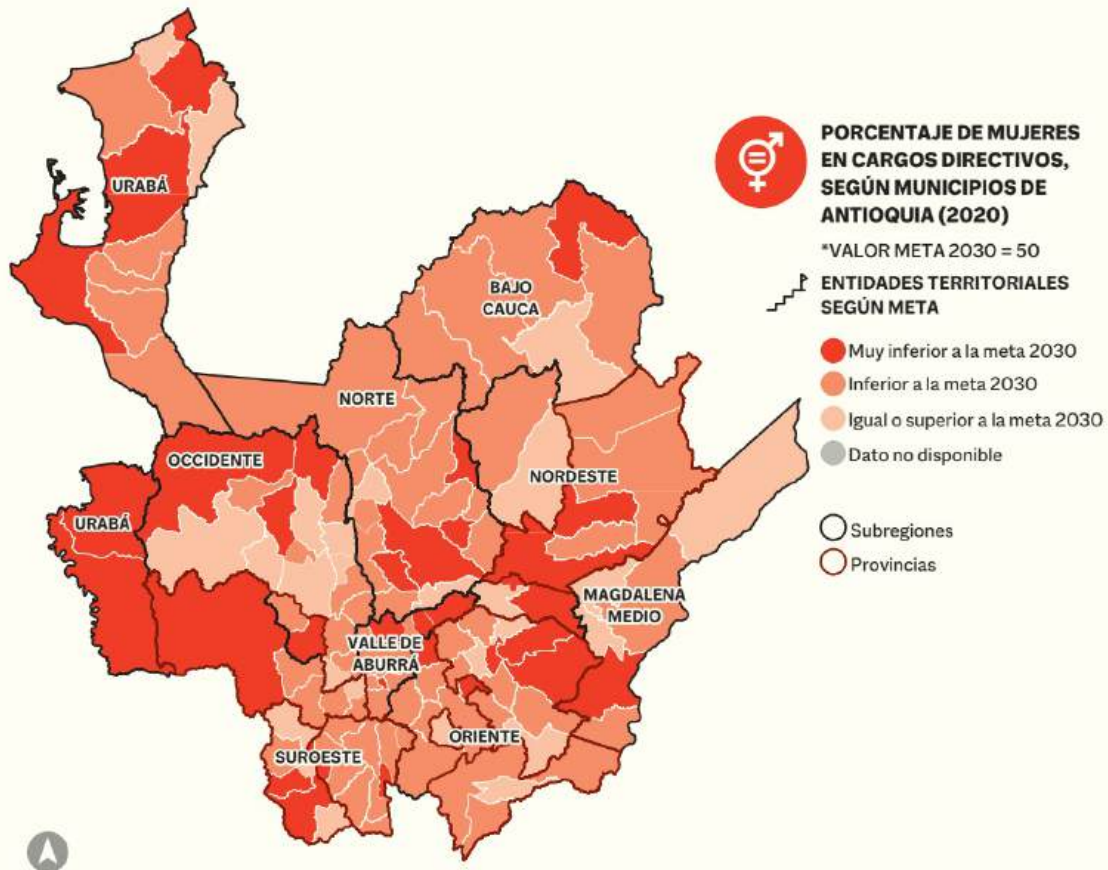 PORCENTAJE DE MUJERES
EN CARGOS DIRECTIVOS,
SEGÚN MUNICIPIOS DE
ANTIOQUIA (2020)
*VALOR META 2030 = 50
ENTIDADES TERRITORIALES
SEGÚN META
Muy inferior a la meta 2030
Inferior a la meta 2030
Igual o superior a la meta 2030
Dato no disponible
Subregiones
Provincias
URABÁ
BAJO
CAUCA
NORTE
OCCIDENTE
NORDESTE
URABÁ
MAGDALENA
MEDIO
VALLE DE
ABURRÁ
ORIENTE
SUROESTE